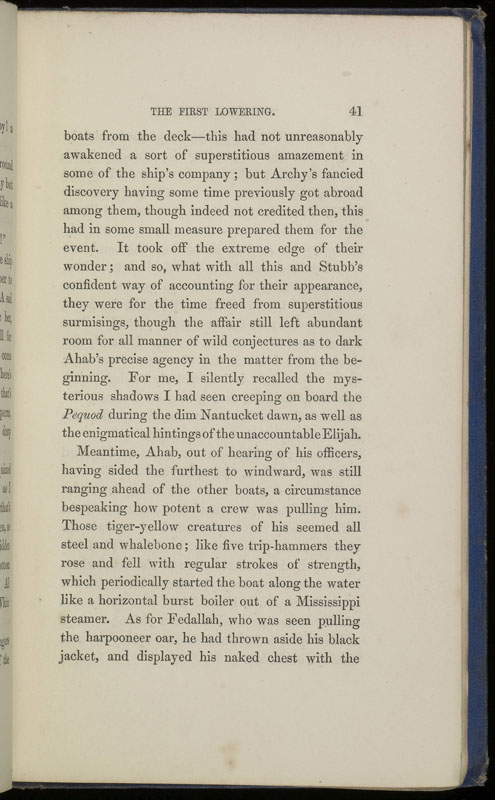 THE FIRST LOWERING. 41
boats from the deck—this had not unreasonably
awakened a sort of superstitious amazement in
some of the ship's company; but Archy's fancied
discovery having some time previously got abroad
among them, though indeed not credited then, this
had in some small measure prepared them for the
event. It took off the extreme edge of their
wonder; and so, what with all this and Stubb's
confident way of accounting for their appearance,
they were for the time freed from superstitious
surmisings, though the affair still left abundant
room for all manner of wild conjectures as to dark
Ahab's precise agency in the matter from the be-
ginning. For me, I silently recalled the mys-
terious shadows I had seen creeping on board the
Pequod during the dim Nantucket dawn, as well as
the enigmatical hintings of the unaccountable Elijah.
Meantime, Ahab, out of hearing of his officers,
having sided the furthest to windward, was still
ranging ahead of the other boats, a circumstance
bespeaking how potent a crew was pulling him.
Those tiger-yellow creatures of his seemed all
steel and whalebone; like five trip-hammers they
rose and fell with regular strokes of strength,
which periodically started the boat along the water
like a horizontal burst boiler out of a Mississippi
steamer. As for Fedallah, who was seen pulling
the harpooneer oar, he had thrown aside his black
jacket, and displayed his naked chest with the